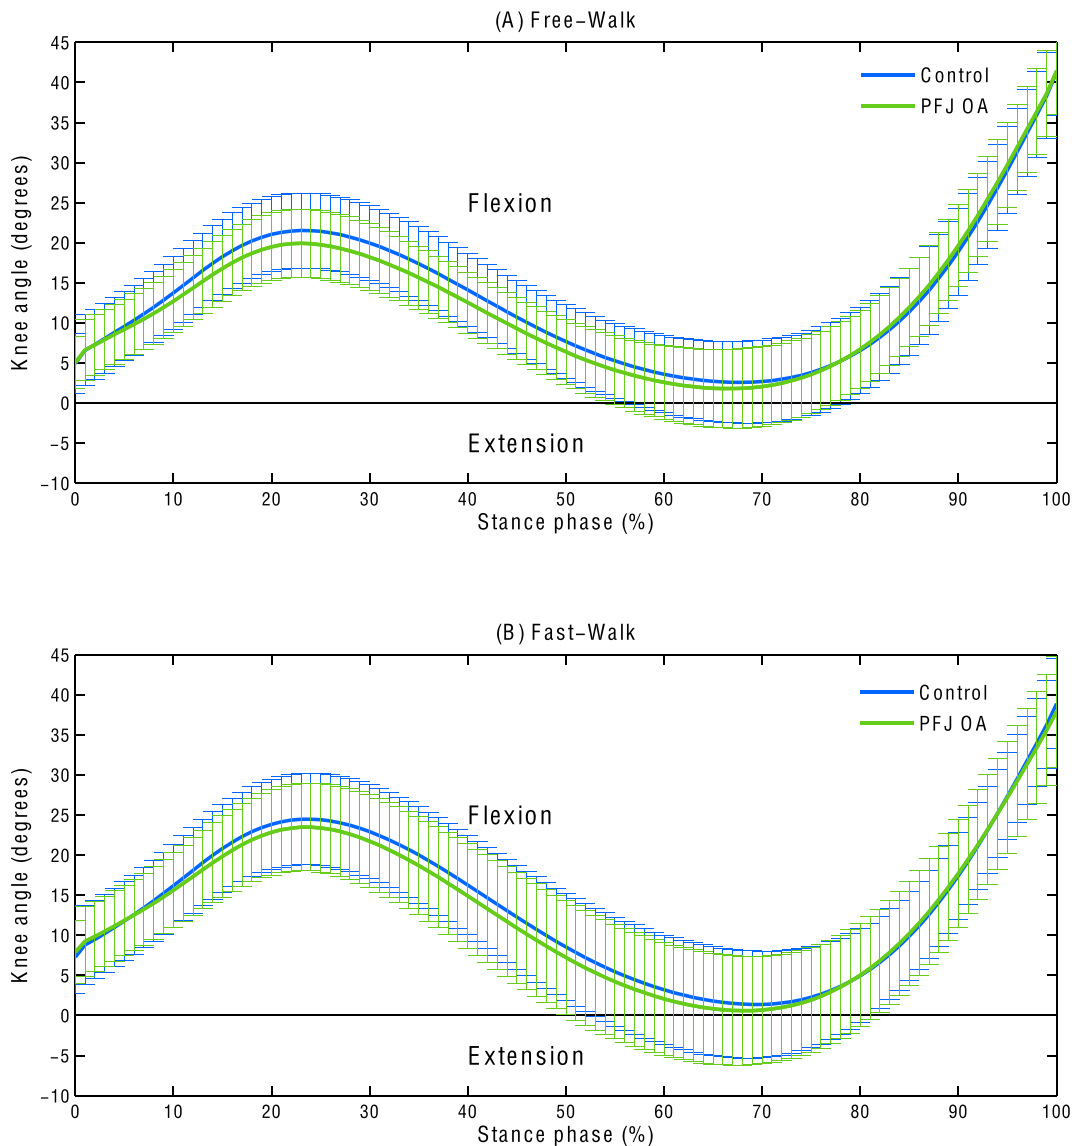 (A) Free−Walk
45
40
35
30
25
20
15
10
5
0
−5
−10
Knee angle (degrees)
Control
PFJ OA
Flexion
Extension
0 10 20 30 40 50 60 70 80 90 100
Stance phase (%)
(B) Fast−Walk
45
40
35
30
25
20
15
10
5
0
−5
−10
Knee angle (degrees)
Control
PFJ OA
Flexion
Extension
0 10 20 30 40 50 60 70 80 90 100
Stance phase (%)